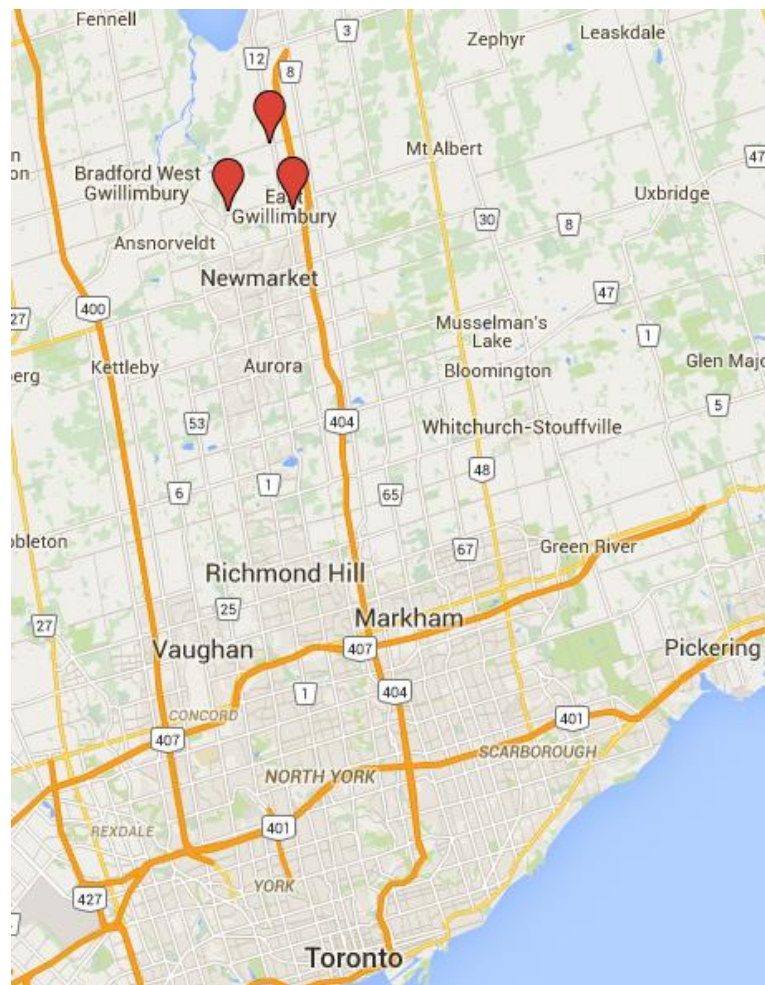 Fennell
3
Zephyr
Leaskdale
12
8
Mt Albert
47
Bradford West
Gwillimbury
East
Gwillimbury
Uxbridge
30
8
Ansnorveldt
Newmarket
47
400
27
Musselman's
Lake
1
Kettleby
Aurora
Bloomington
Glen Majo
erg
5
53
404
Whitchurch-Stouffville
48
6
1
65
obleton
67
Green River
Richmond Hill
25
27
Markham
Vaughan
407
Pickering
1
404
CONCORD
401
407
SCARBOROUGH
NORTH YORK
REXDALE
401
YORK
427
Toronto